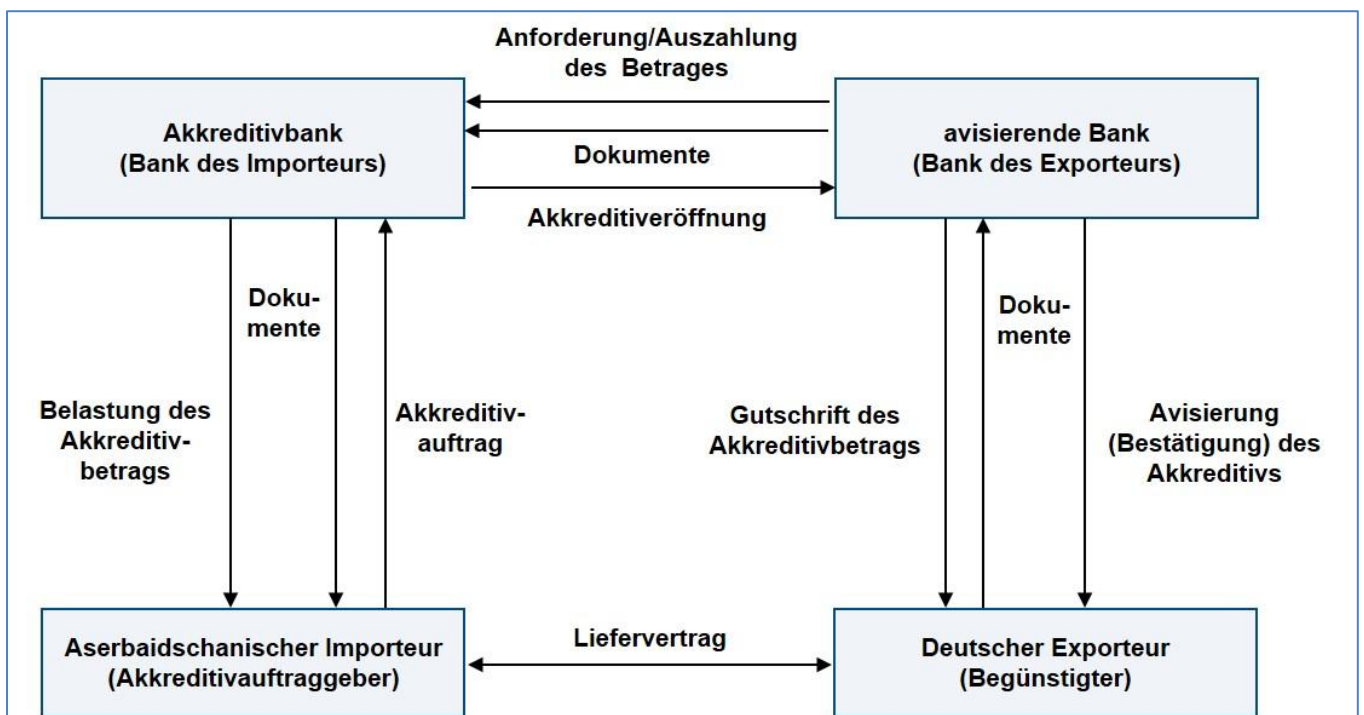 Anforderung/Auszahlung
des Betrages
Akkreditivbank
(Bank des Importeurs)
avisierende Bank
(Bank des Exporteurs)
Dokumente
Akkreditiveröffnung
Doku-
mente
Doku-
mente
Belastung des
Akkreditiv-
betrags
Akkreditiv-
auftrag
Gutschrift des
Akkreditivbetrags
Avisierung
(Bestätigung) des
Akkreditivs
Aserbaidschanischer Importeur
(Akkreditivauftraggeber)
Liefervertrag
Deutscher Exporteur
(Begünstigter)